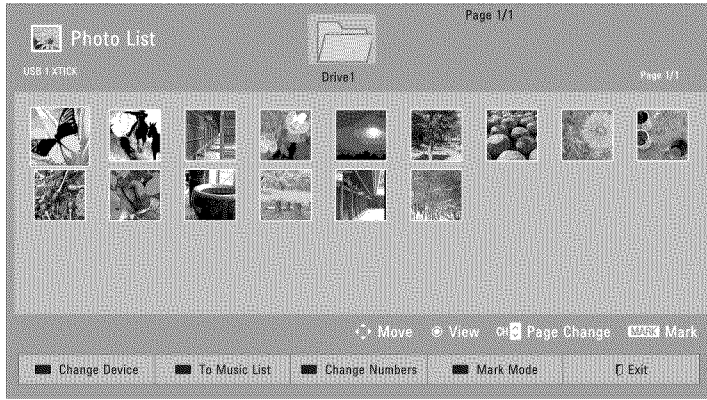 Page 1/1
Photo List
USB 1 XTICK
Drive1
Page 1/1
Move View CH Page Change MARK Mark
Change Device To Music List Change Numbers Mark Mode Exit